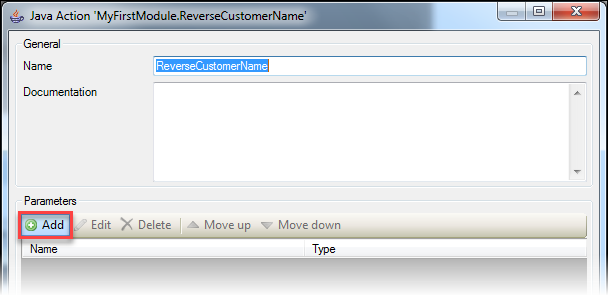 Java Action 'MyFirstModule.ReverseCustomerName'
General
Name ReverseCustomerName
Documentation
Parameters
Add Edit Delete Move up Move down
Name Type